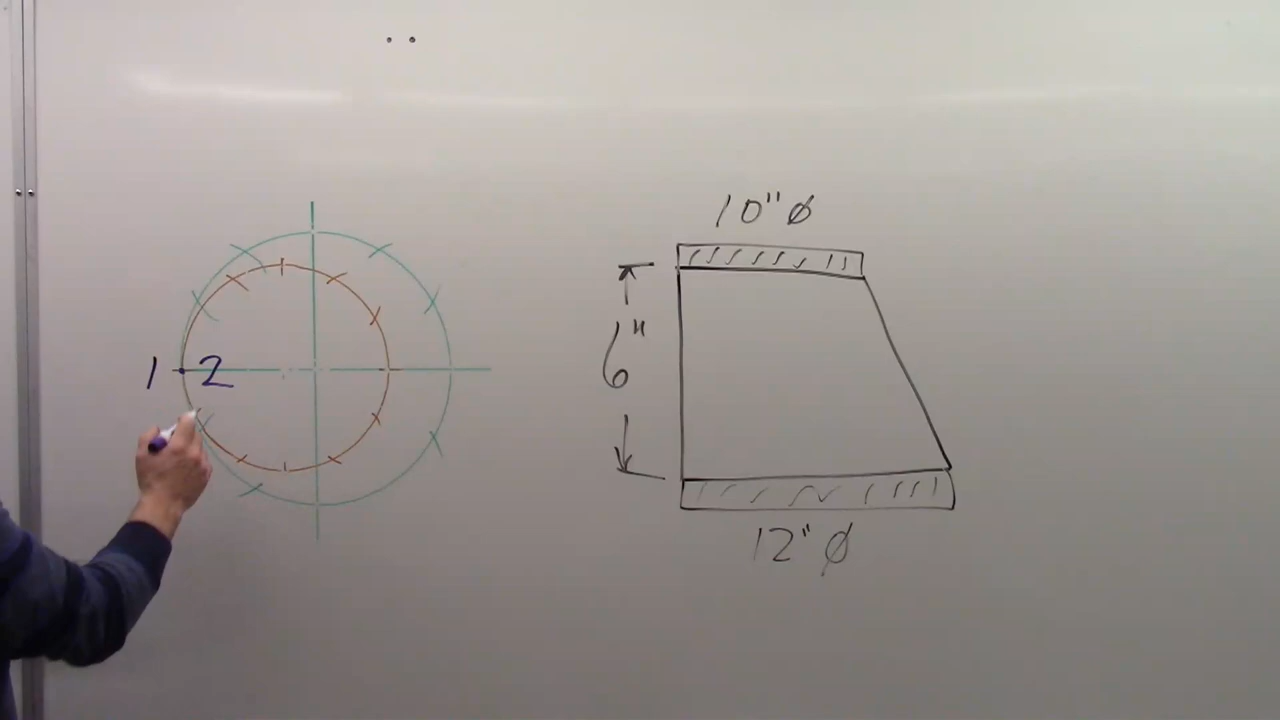 1 2
10" ⌀
6"
12" ⌀